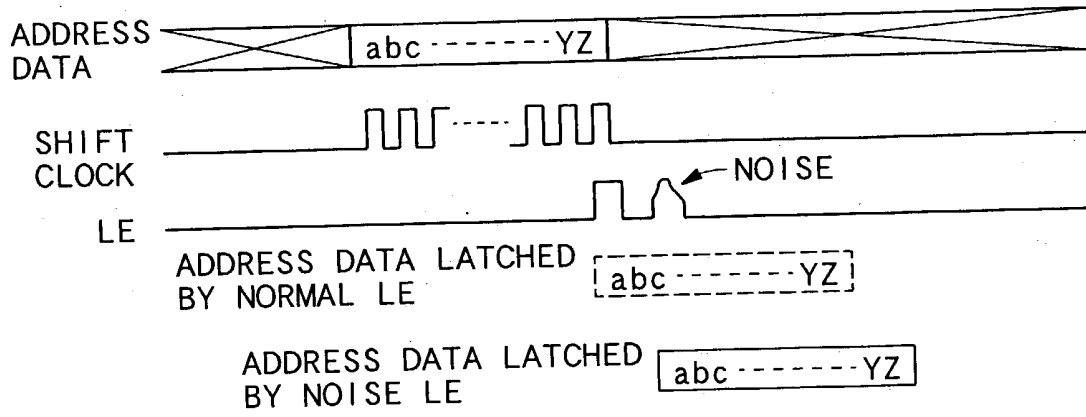 ADDRESS
DATA
abc-------YZ
SHIFT
CLOCK
NOISE
LE
ADDRESS DATA LATCHED
BY NORMAL LE
abc-------YZ
ADDRESS DATA LATCHED
BY NOISE LE
abc-------YZ